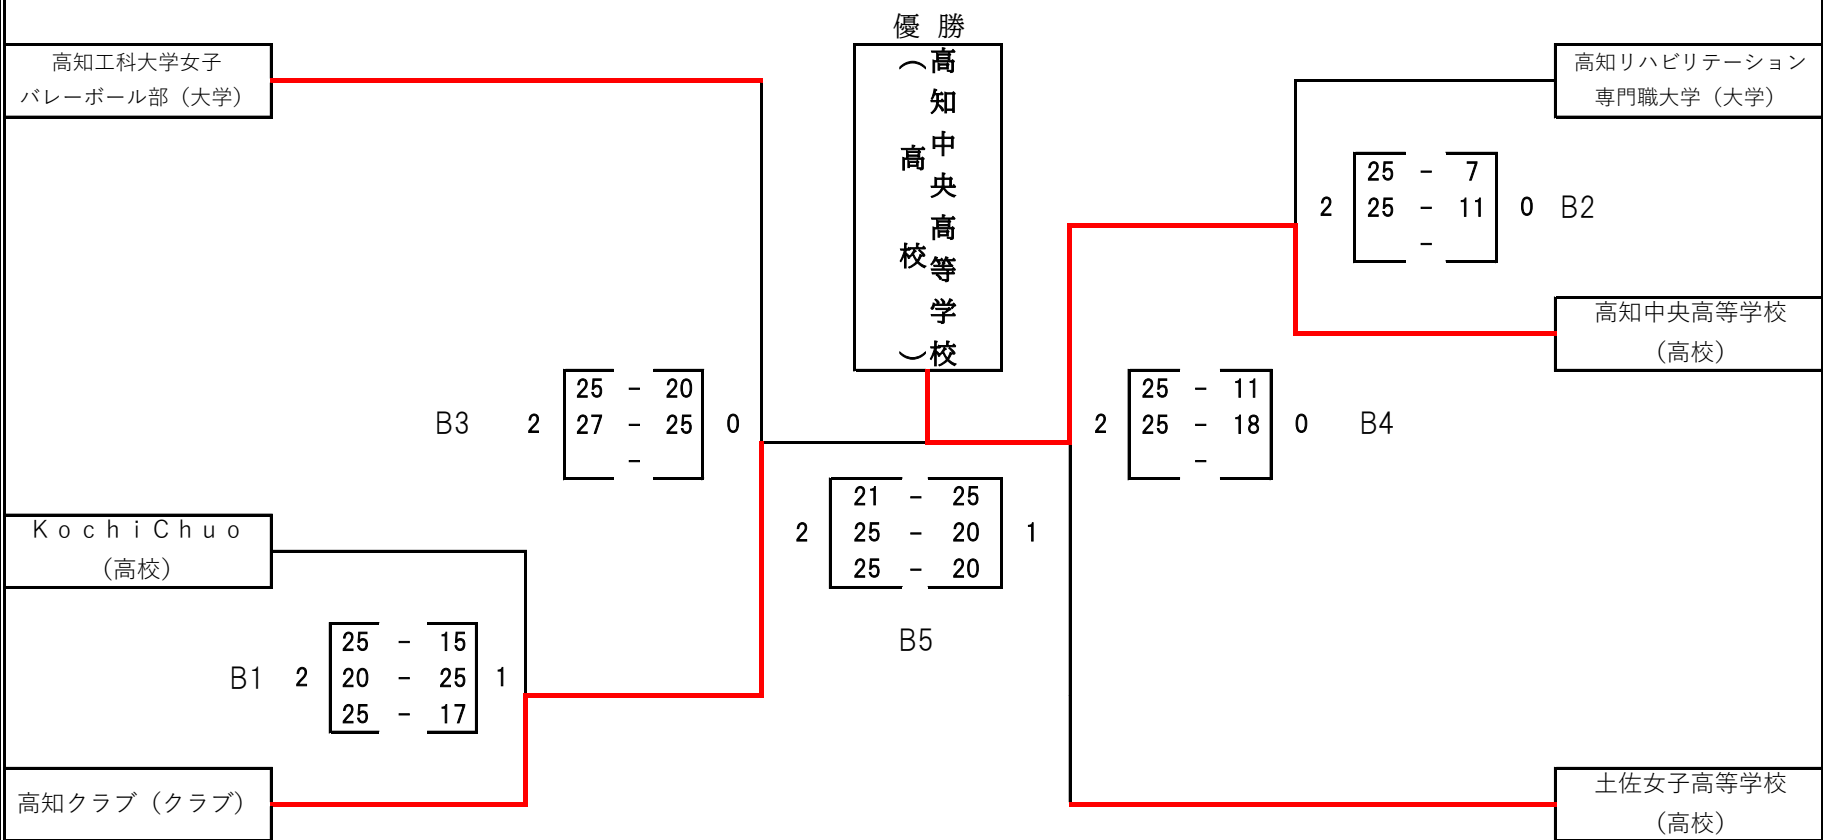 優 勝
高知中央高等学校
（高校）
高知工科大学女子
バレーボール部（大学）
高知リハビリテーション
専門職大学（大学）
2
25 - 7
25 - 11
-
0
B2
高知中央高等学校
（高校）
B3
2
25 - 20
27 - 25
-
0
2
25 - 11
25 - 18
-
0
B4
2
21 - 25
25 - 20
25 - 20
1
B5
ＫｏｃｈｉＣｈｕｏ
（高校）
B1
2
25 - 15
20 - 25
25 - 17
1
高知クラブ（クラブ）
土佐女子高等学校
（高校）